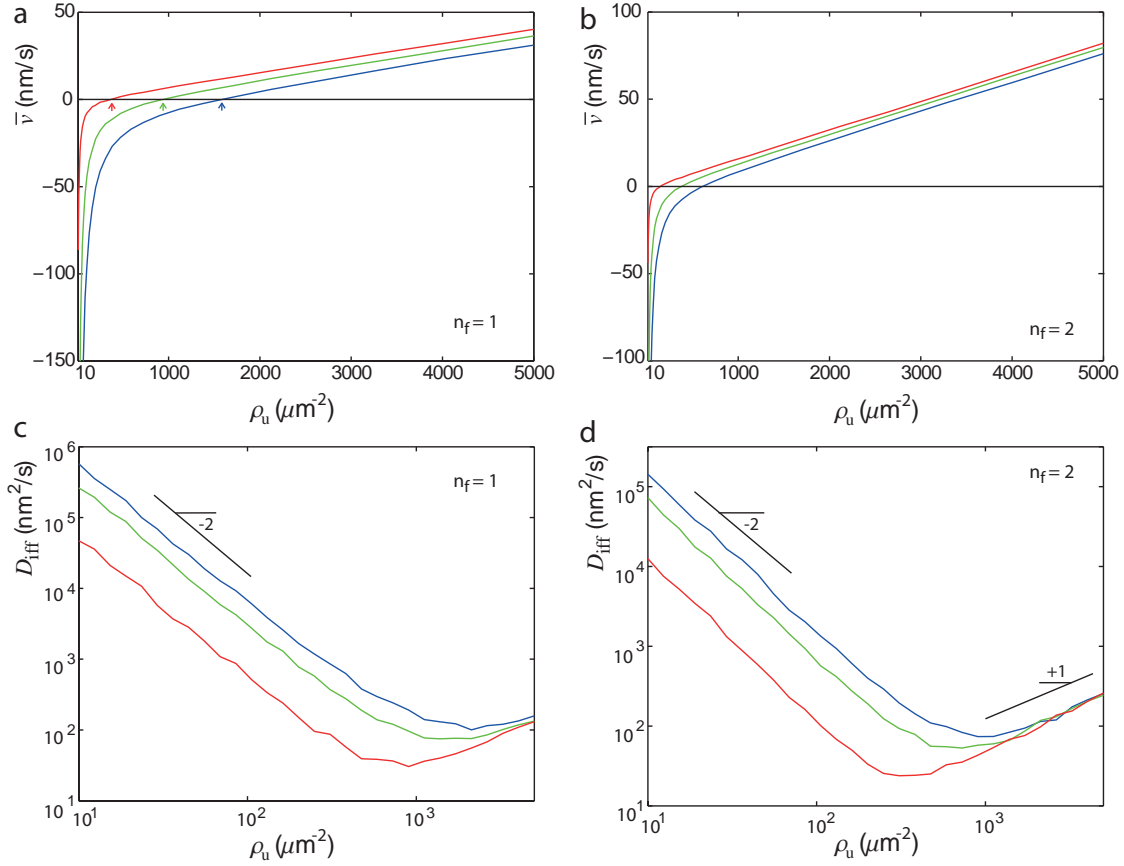 a
50
0
−50
−100
−150
v̅ (nm/s)
10 1000 2000 3000 4000 5000
ρu (μm-2)
nf = 1
b
100
50
0
−50
−100
v̅ (nm/s)
10 1000 2000 3000 4000 5000
ρu (μm-2)
nf = 2
c
10^6
10^5
10^4
10^3
10^2
10^1
Diff (nm2/s)
-2
nf = 1
10^1 10^2 10^3
ρu (μm-2)
d
10^5
10^4
10^3
10^2
10^1
Diff (nm2/s)
-2
+1
nf = 2
10^1 10^2 10^3
ρu (μm-2)